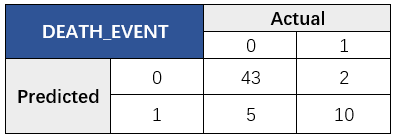 DEATH_EVENT Actual
0 1
Predicted 0 43 2
1 5 10